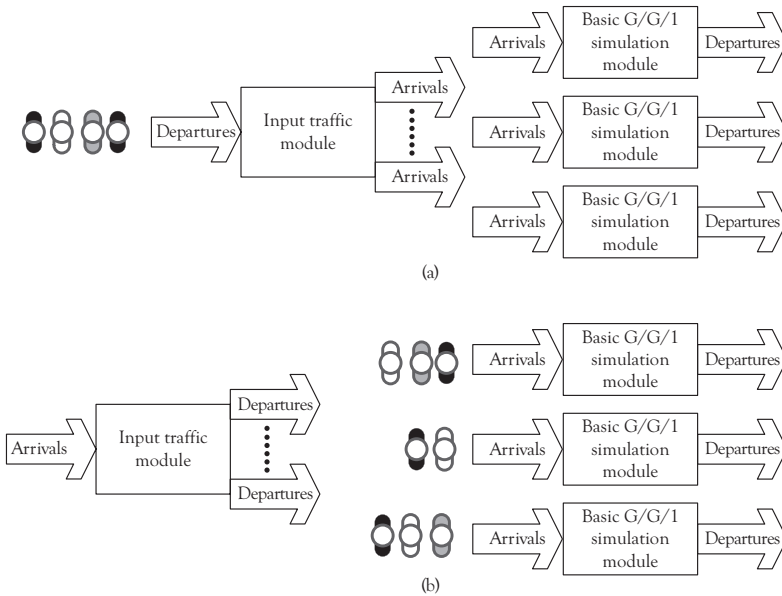 Arrivals
Basic G/G/1
simulation
module
Departures
Departures
Input traffic
module
Arrivals
Arrivals
Arrivals
Basic G/G/1
simulation
module
Departures
Arrivals
Basic G/G/1
simulation
module
Departures
(a)
Arrivals
Input traffic
module
Departures
Departures
Arrivals
Basic G/G/1
simulation
module
Departures
Arrivals
Basic G/G/1
simulation
module
Departures
Arrivals
Basic G/G/1
simulation
module
Departures
(b)